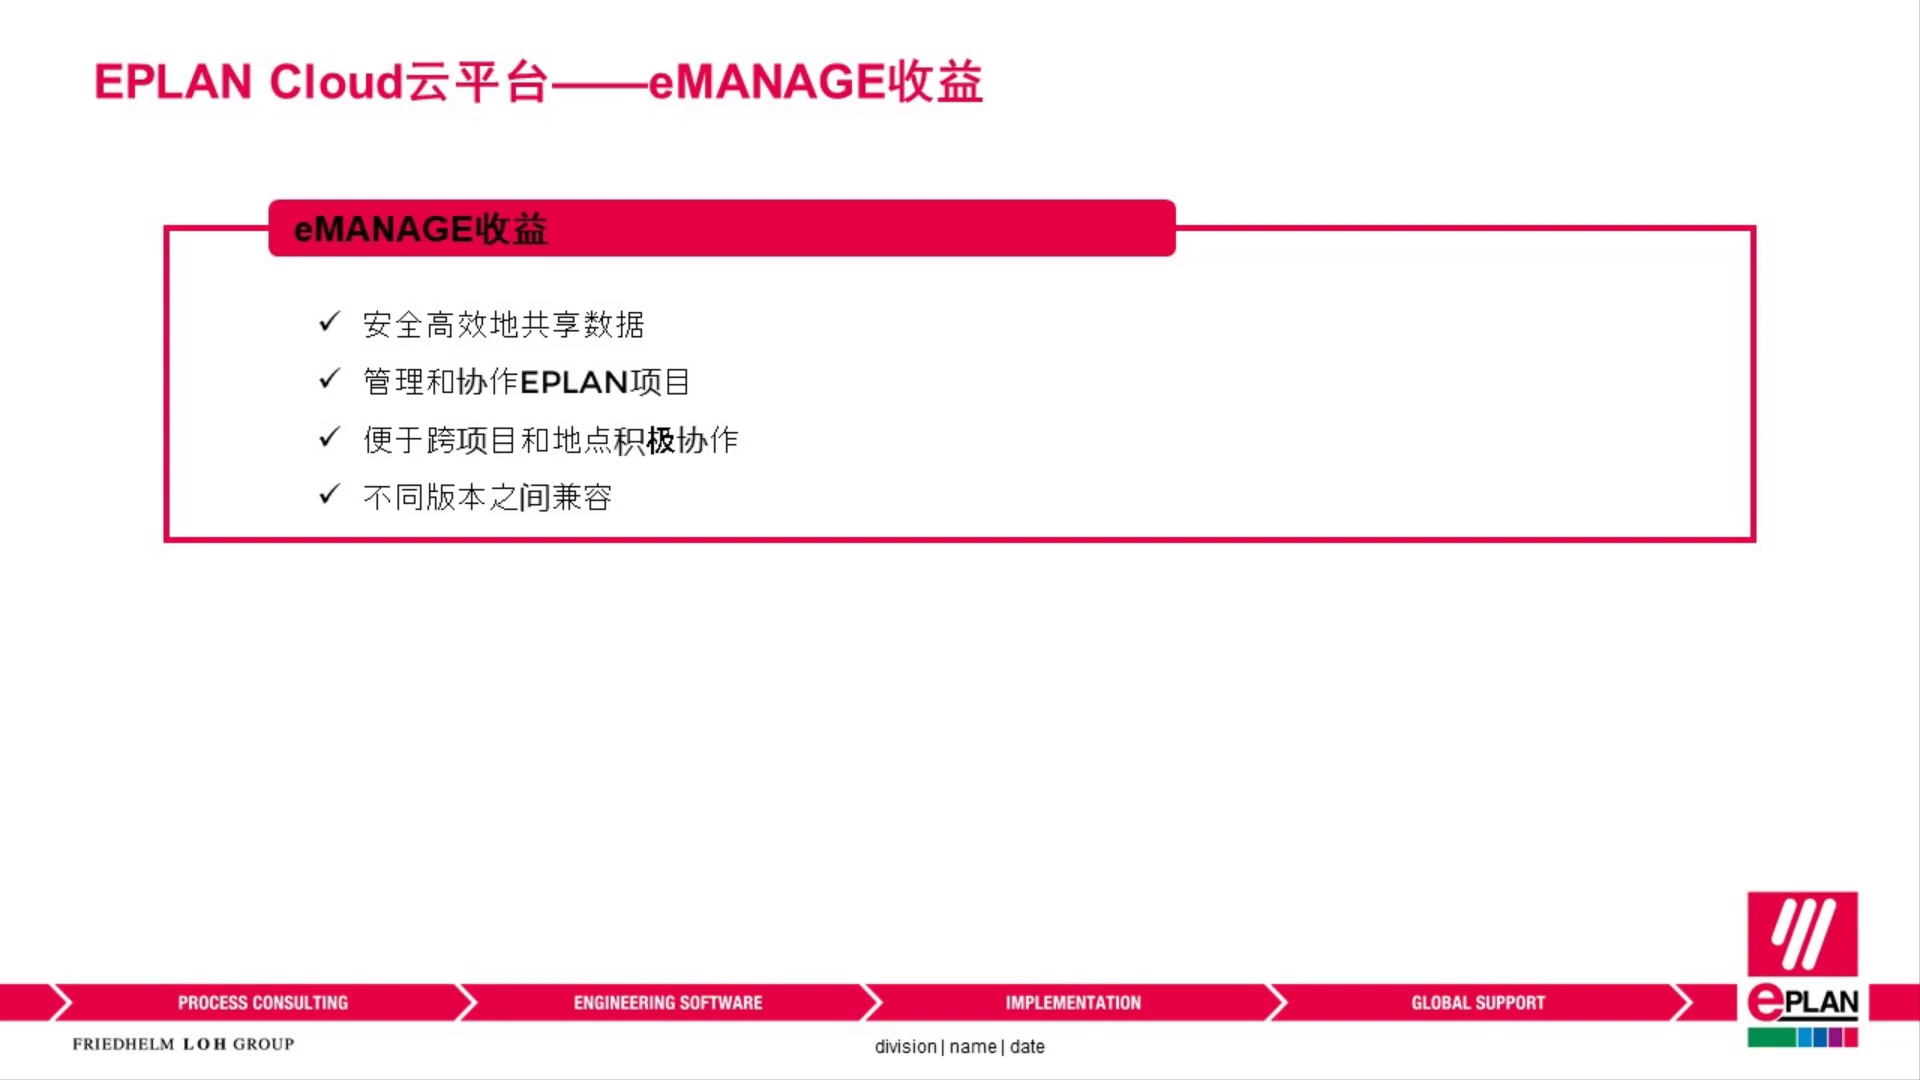 EPLAN Cloud云平台——eMANAGE收益
eMANAGE收益
✓ 安全高效地共享数据
✓ 管理和协作EPLAN项目
✓ 便于跨项目和地点积极协作
✓ 不同版本之间兼容
PROCESS CONSULTING
ENGINEERING SOFTWARE
IMPLEMENTATION
GLOBAL SUPPORT
ePLAN
FRIEDHELM LOH GROUP
division | name | date